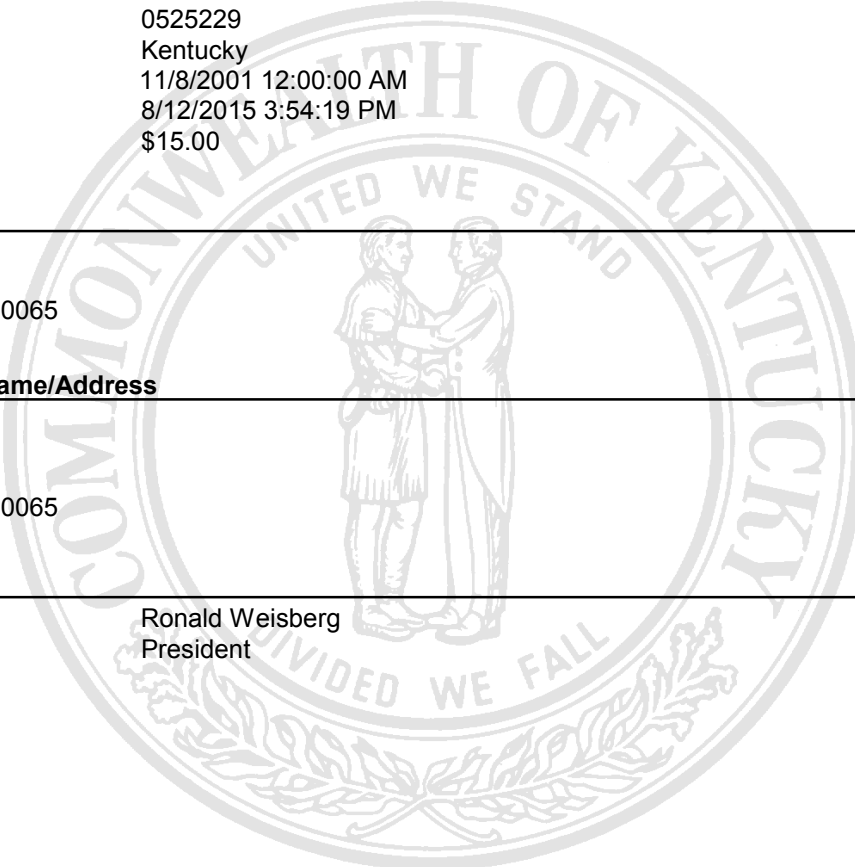 0525229
Kentucky
11/8/2001 12:00:00 AM
8/12/2015 3:54:19 PM
$15.00
COMMONWEALTH OF KENTUCKY
UNITED WE STAND
0065
ame/Address
0065
Ronald Weisberg
President
DIVIDED WE FALL